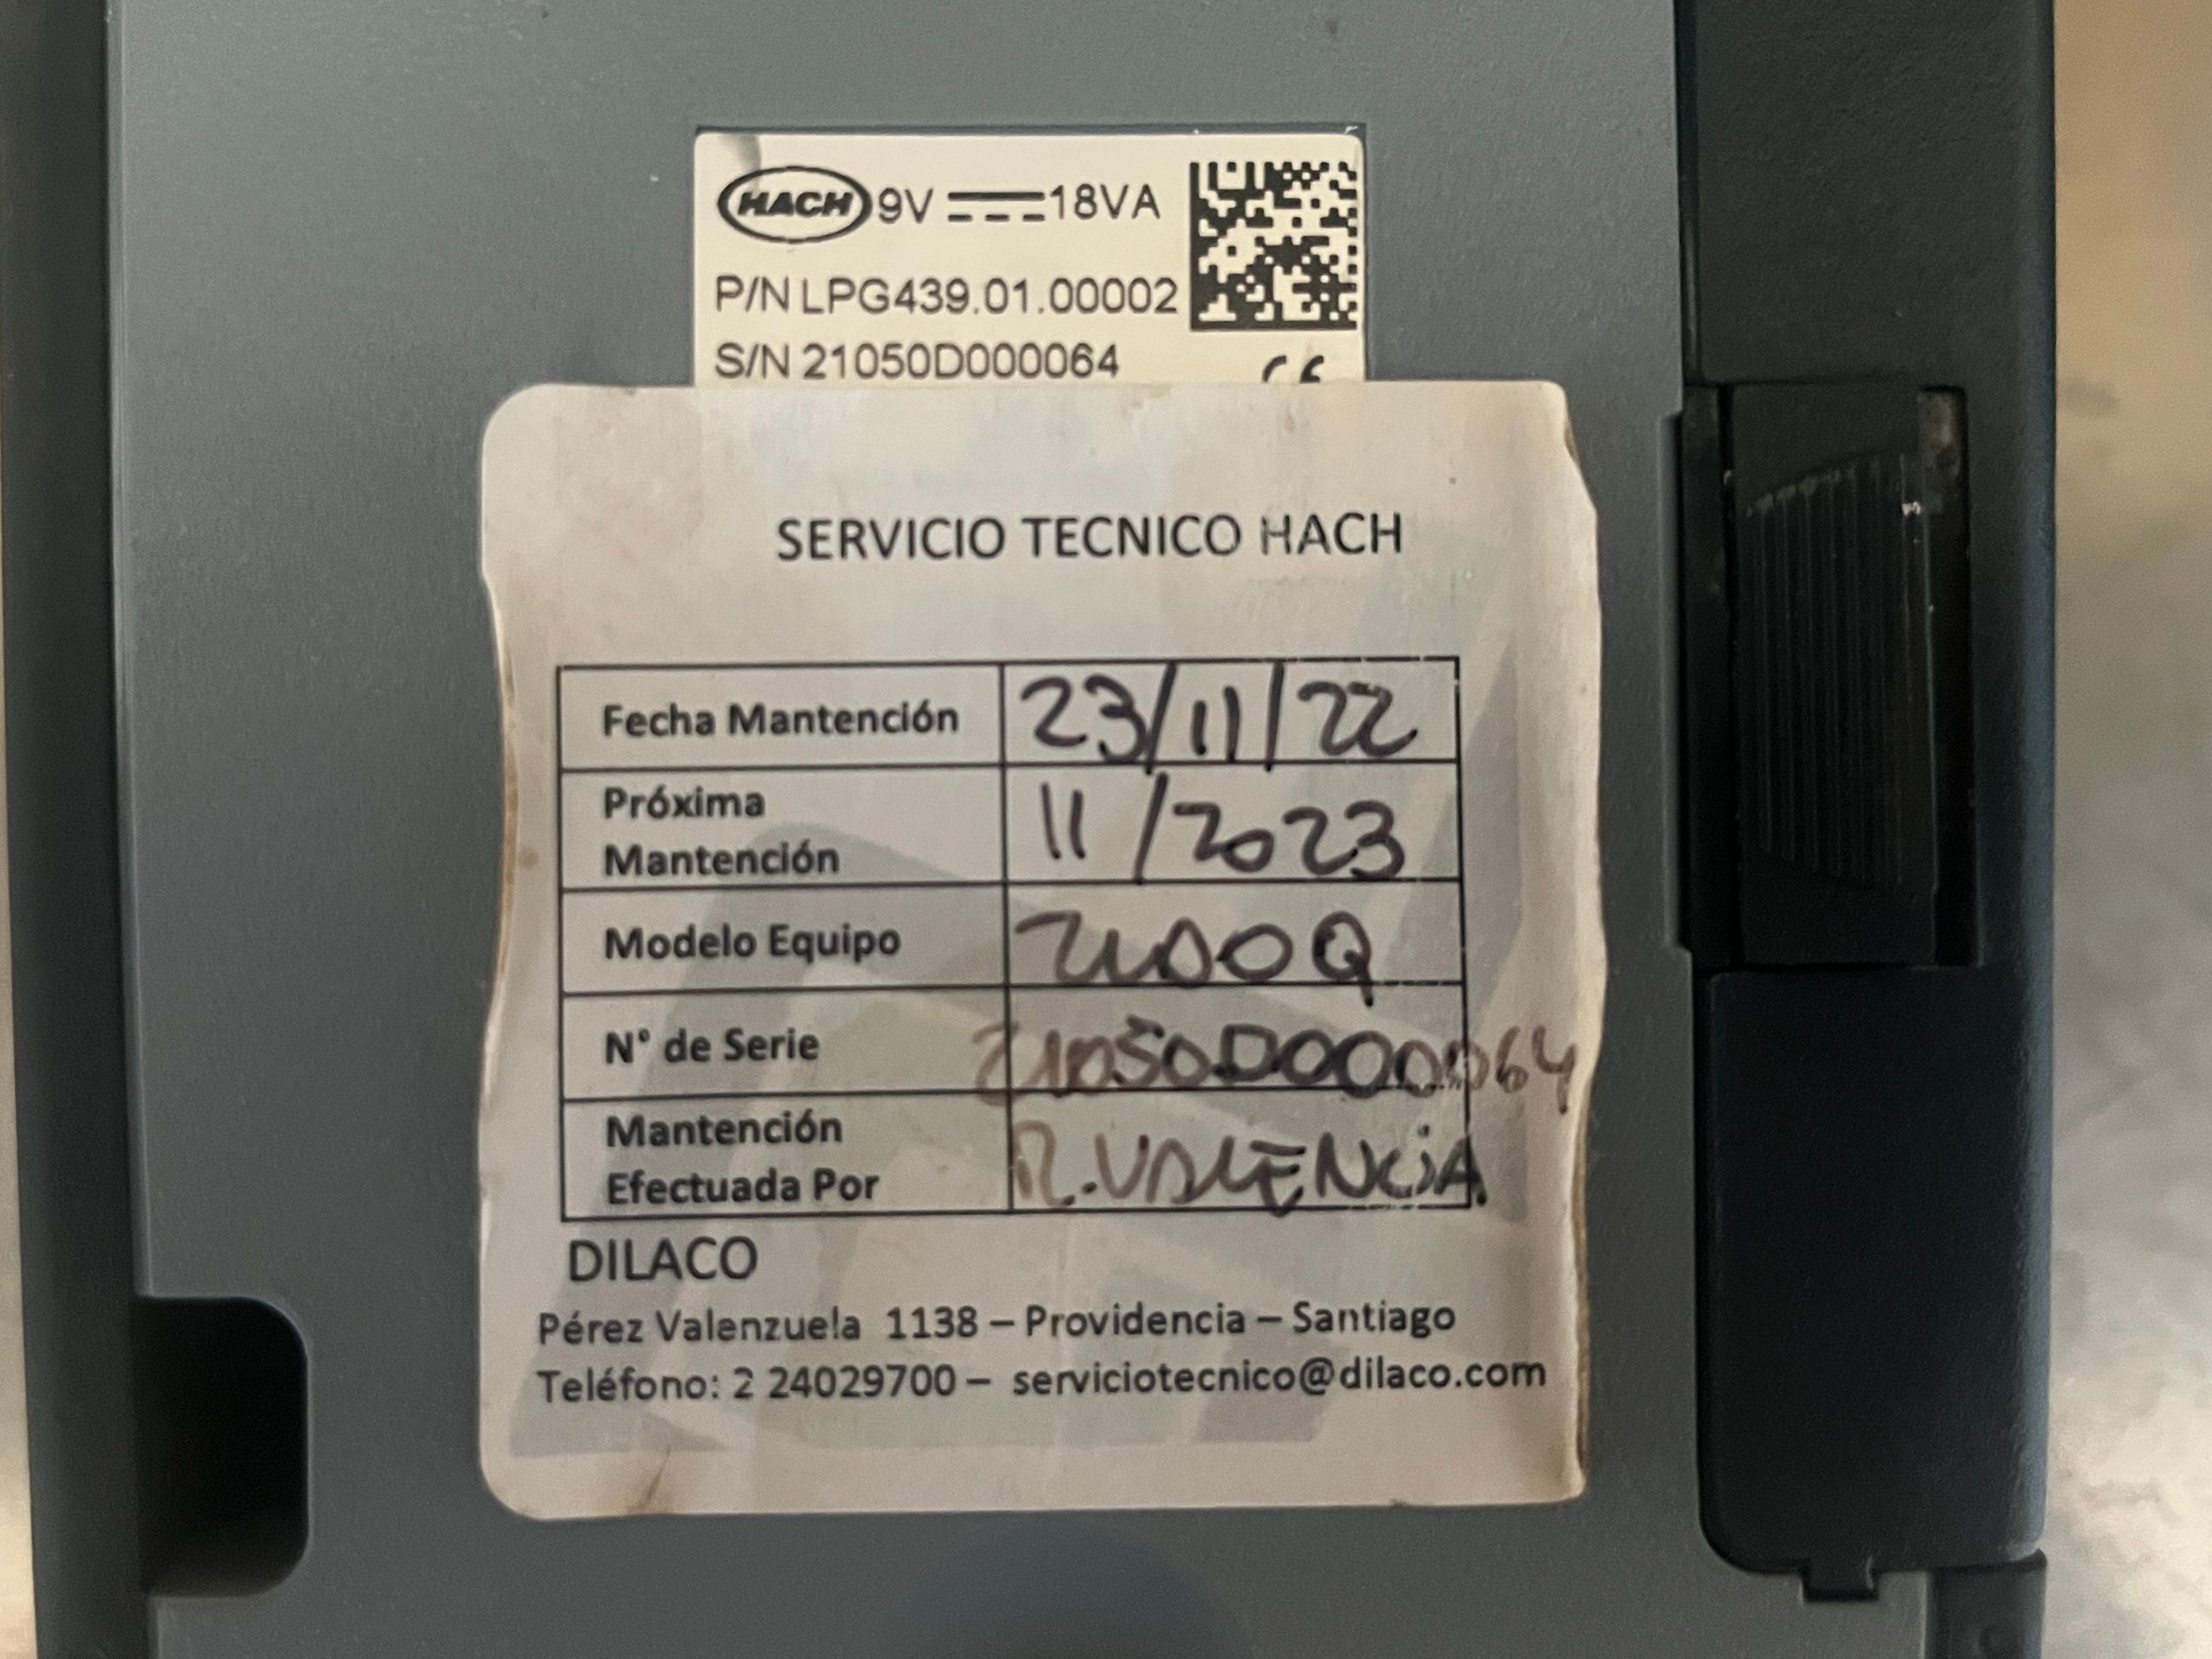 HACH 9V 18VA
P/N LPG439.01.00002
S/N 21050D000064
CE
SERVICIO TECNICO HACH
Fecha Mantención 23/11/22
Próxima Mantención 11/2023
Modelo Equipo 2100Q
N° de Serie 21050D000064
Mantención Efectuada Por R.VALENCiA
DILACO
Pérez Valenzuela 1138 – Providencia – Santiago
Teléfono: 2 24029700 – serviciotecnico@dilaco.com